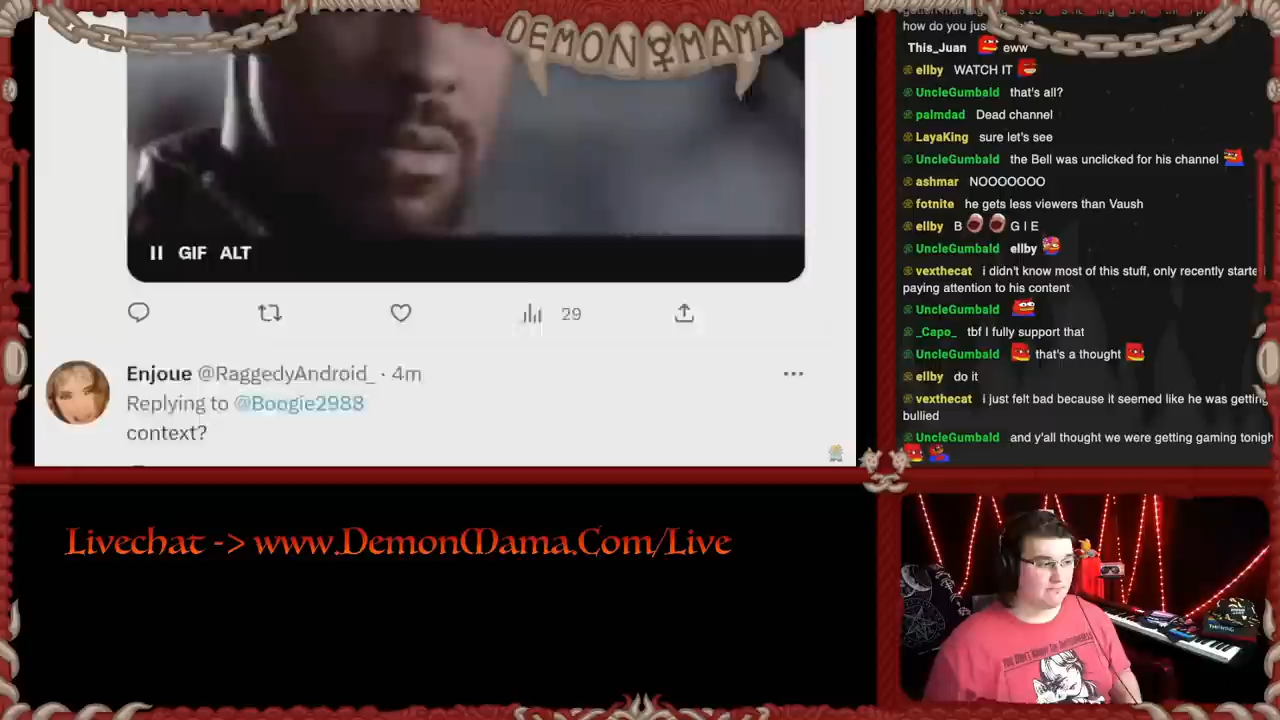 DEMON MAMA
GIF ALT
29
Enjoue @RaggedyAndroid_ · 4m
Replying to @Boogie2988
context?
how do you jus
This_Juan eww
ellby WATCH IT
UncleGumbald that's all?
palmdad Dead channel
LayaKing sure let's see
UncleGumbald the Bell was unclicked for his channel
ashmar NOOOOOOO
fotnite he gets less viewers than Vaush
ellby B G I E
UncleGumbald ellby
vexthecat i didn't know most of this stuff, only recently starte
paying attention to his content
UncleGumbald
_Capo_ tbf I fully support that
UncleGumbald that's a thought
ellby do it
vexthecat i just felt bad because it seemed like he was getting
bullied
UncleGumbald and y'all thought we were getting gaming tonigh
Livechat -> www.DemonMama.Com/Live